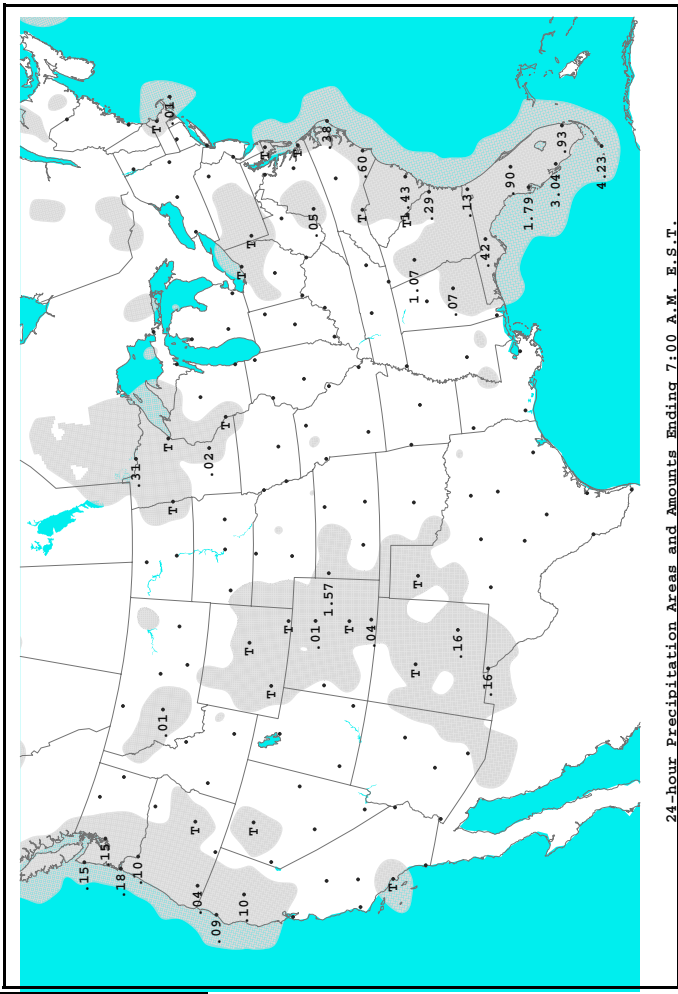 .15
.15
.18
.10
.31
T
.01
T
.01
T
T
.04
.02
.09
T
T
.10
T
T
T
T
T
T
T
.05
.01
.38
1.57
T
.60
T
.04
T
T
1.43
1.07
T
T
.29
.07
.16
.13
.42
.16
.90
1.79
3.04
.93
4.23
24-hour Precipitation Areas and Amounts Ending 7:00 A.M. E.S.T.